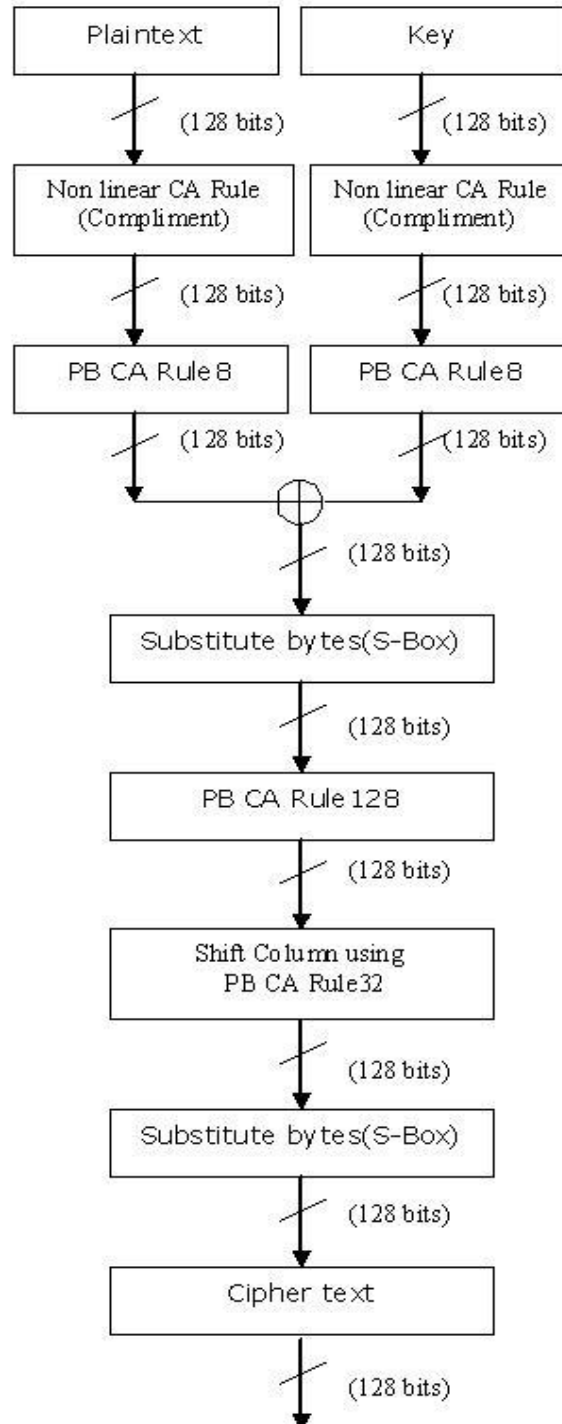 Plaintext Key
(128 bits) (128 bits)
Non linear CA Rule Non linear CA Rule
(Compliment) (Compliment)
(128 bits) (128 bits)
PB CA Rule 8 PB CA Rule 8
(128 bits) (128 bits)
(128 bits)
Substitute bytes(S-Box)
(128 bits)
PB CA Rule 128
(128 bits)
Shift Column using
PB CA Rule32
(128 bits)
Substitute bytes(S-Box)
(128 bits)
Cipher text
(128 bits)